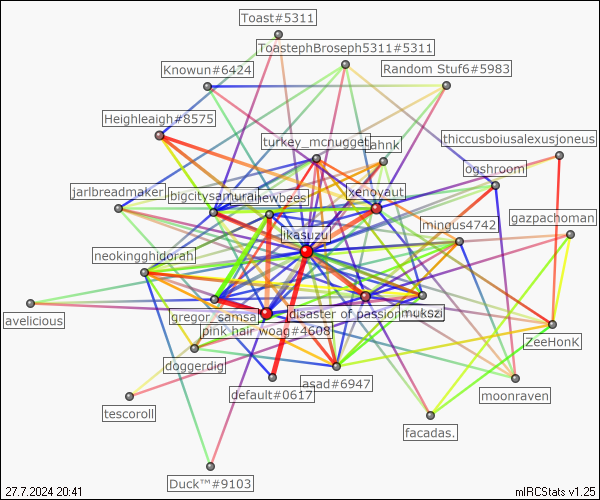 Toast#5311
ToastephBroseph5311#5311
Knowun#6424
Random Stuf6#5983
Heighleaigh#8575
turkey_mcnugget
ahnk
thiccusboiusalexusjoneus
ogshroom
jarlbreadmaker
bigcitysamurai
newbees
xenoyaut
gazpachoman
mingus4742
ikasuzu
neokingghidorah
avelicious
gregor_samsa
disaster of passion
mukszi
pink hair woag#4608
ZeeHonK
doggerdig
default#0617
asad#6947
moonraven
tescoroll
facadas.
Duck™#9103
27.7.2024 20:41
mIRCStats v1.25